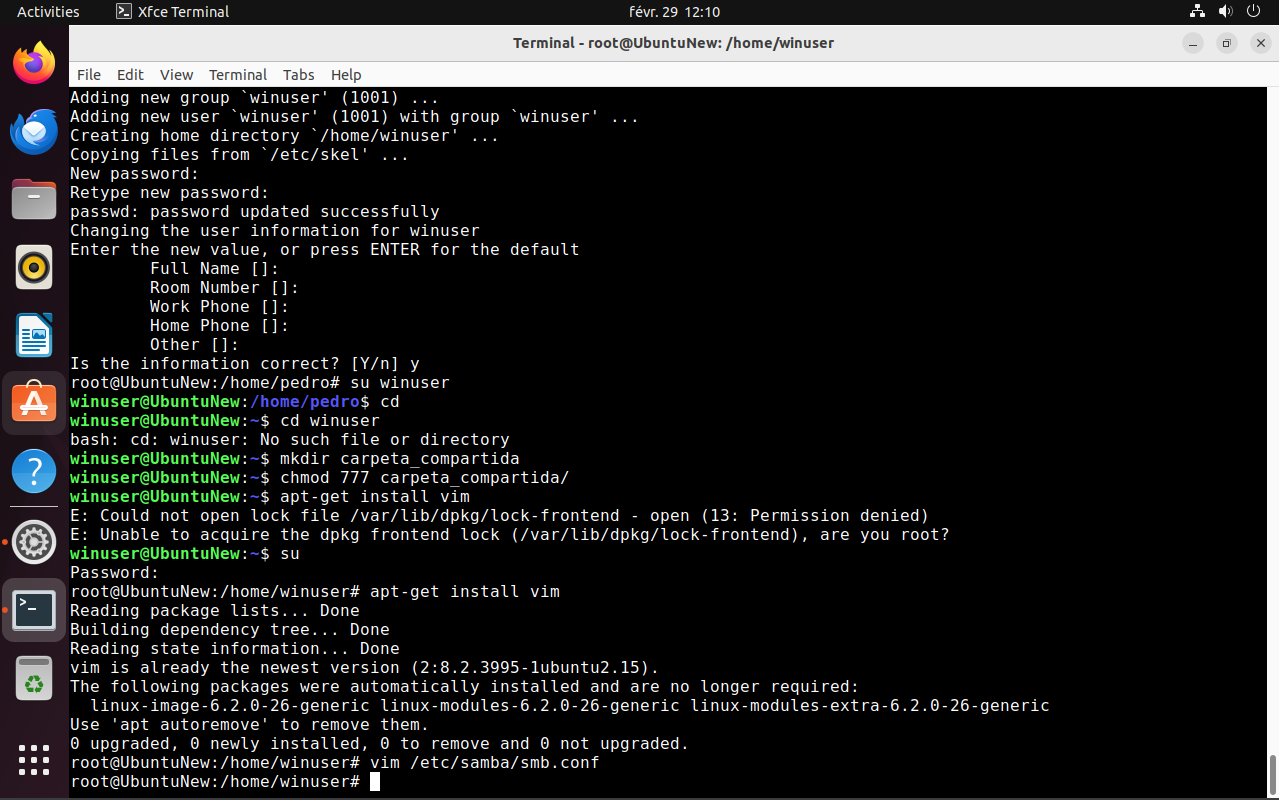 Activities Xfce Terminal févr. 29 12:10
Terminal - root@UbuntuNew: /home/winuser
File Edit View Terminal Tabs Help
Adding new group `winuser' (1001) ...
Adding new user `winuser' (1001) with group `winuser' ...
Creating home directory `/home/winuser' ...
Copying files from `/etc/skel' ...
New password:
Retype new password:
passwd: password updated successfully
Changing the user information for winuser
Enter the new value, or press ENTER for the default
        Full Name []:
        Room Number []:
        Work Phone []:
        Home Phone []:
        Other []:
Is the information correct? [Y/n] y
root@UbuntuNew:/home/pedro# su winuser
winuser@UbuntuNew:/home/pedro$ cd
winuser@UbuntuNew:~$ cd winuser
bash: cd: winuser: No such file or directory
winuser@UbuntuNew:~$ mkdir carpeta_compartida
winuser@UbuntuNew:~$ chmod 777 carpeta_compartida/
winuser@UbuntuNew:~$ apt-get install vim
E: Could not open lock file /var/lib/dpkg/lock-frontend - open (13: Permission denied)
E: Unable to acquire the dpkg frontend lock (/var/lib/dpkg/lock-frontend), are you root?
winuser@UbuntuNew:~$ su
Password:
root@UbuntuNew:/home/winuser# apt-get install vim
Reading package lists... Done
Building dependency tree... Done
Reading state information... Done
vim is already the newest version (2:8.2.3995-1ubuntu2.15).
The following packages were automatically installed and are no longer required:
  linux-image-6.2.0-26-generic linux-modules-6.2.0-26-generic linux-modules-extra-6.2.0-26-generic
Use 'apt autoremove' to remove them.
0 upgraded, 0 newly installed, 0 to remove and 0 not upgraded.
root@UbuntuNew:/home/winuser# vim /etc/samba/smb.conf
root@UbuntuNew:/home/winuser#